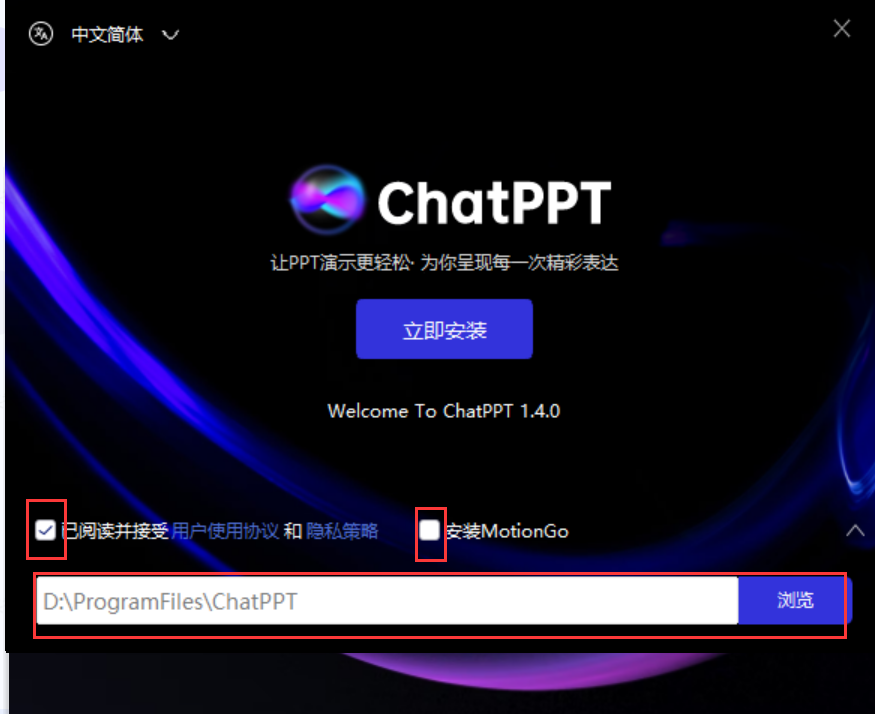 中文简体
ChatPPT
让PPT演示更轻松· 为你呈现每一次精彩表达
立即安装
Welcome To ChatPPT 1.4.0
已阅读并接受 用户使用协议 和 隐私策略 安装MotionGo
D:\ProgramFiles\ChatPPT 浏览